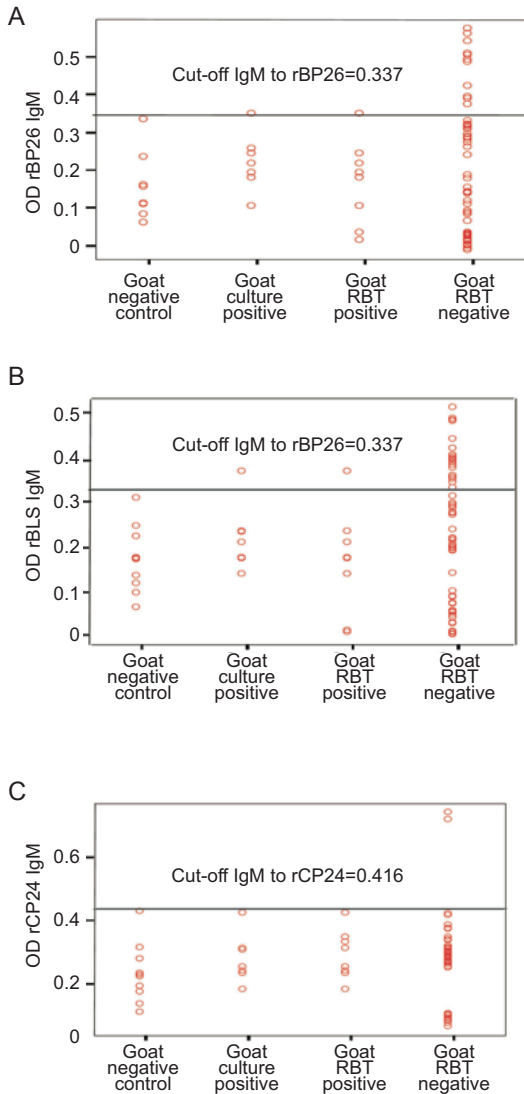 A
OD rBP26 IgM
0.5
0.4
0.3
0.2
0.1
0
Cut-off IgM to rBP26=0.337
Goat negative control
Goat culture positive
Goat RBT positive
Goat RBT negative
B
OD rBLS IgM
0.5
0.4
0.3
0.2
0.1
0
Cut-off IgM to rBP26=0.337
Goat negative control
Goat culture positive
Goat RBT positive
Goat RBT negative
C
OD rCP24 IgM
0.6
0.4
0.2
0
Cut-off IgM to rCP24=0.416
Goat negative control
Goat culture positive
Goat RBT positive
Goat RBT negative